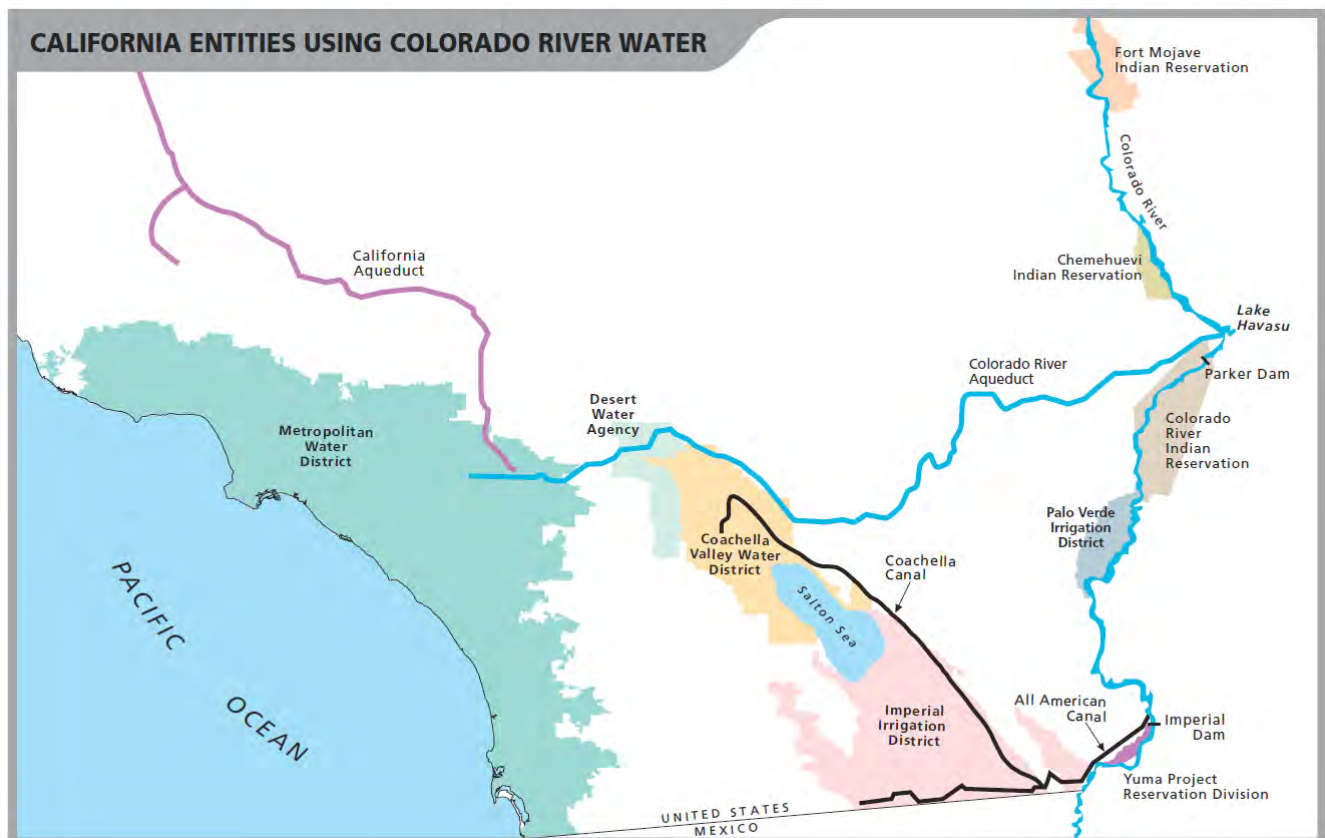 CALIFORNIA ENTITIES USING COLORADO RIVER WATER
Fort Mojave
Indian Reservation
Colorado River
California
Aqueduct
Chemehuevi
Indian Reservation
Lake
Havasu
Colorado River
Aqueduct
Parker Dam
Desert
Water
Agency
Metropolitan
Water
District
Colorado
River
Indian
Reservation
Palo Verde
Irrigation
District
Coachella
Valley Water
District
Coachella
Canal
Salton Sea
PACIFIC
OCEAN
Imperial
Irrigation
District
All American
Canal
Imperial
Dam
Yuma Project
Reservation Division
UNITED STATES
MEXICO